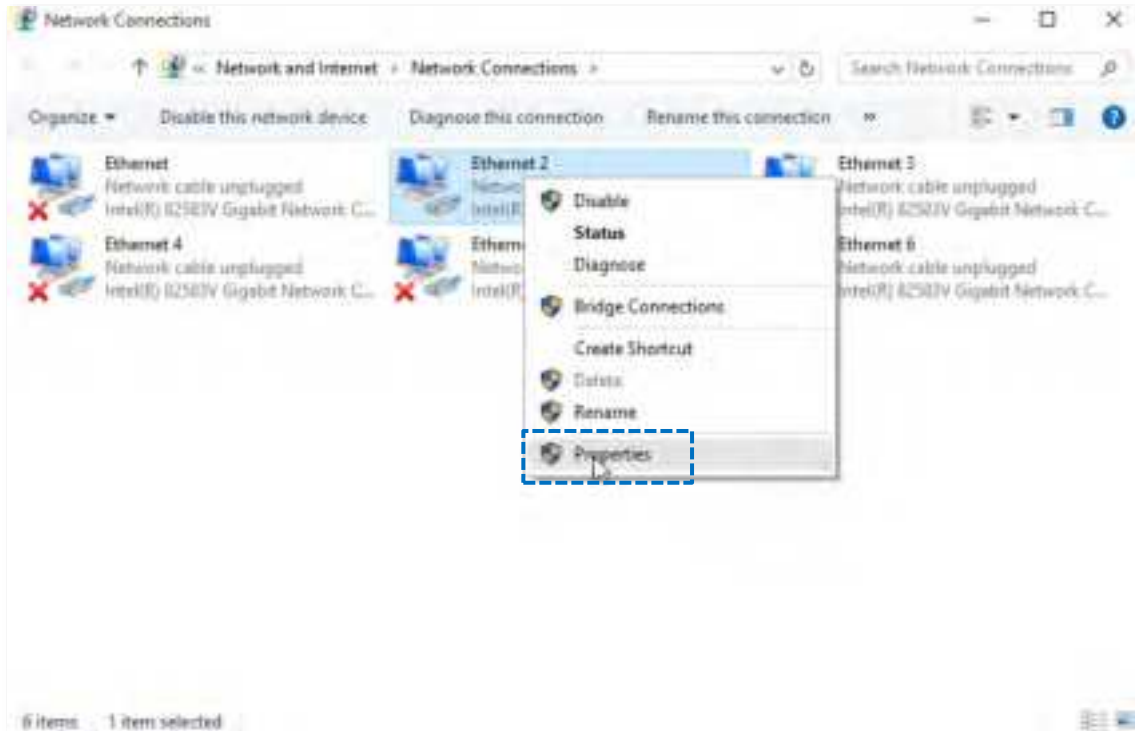 Network Connections
« Network and Internet › Network Connections ›
Search Network Connections
Organize
Disable this network device
Diagnose this connection
Rename this connection
»
Ethernet
Network cable unplugged
Intel(R) 82583V Gigabit Network C...
Ethernet 2
Ethernet 3
Network cable unplugged
Intel(R) 82583V Gigabit Network C...
Ethernet 4
Network cable unplugged
Intel(R) 82583V Gigabit Network C...
Ethernet 6
Network cable unplugged
Intel(R) 82583V Gigabit Network C...
Disable
Status
Diagnose
Bridge Connections
Create Shortcut
Delete
Rename
Properties
6 items
1 item selected